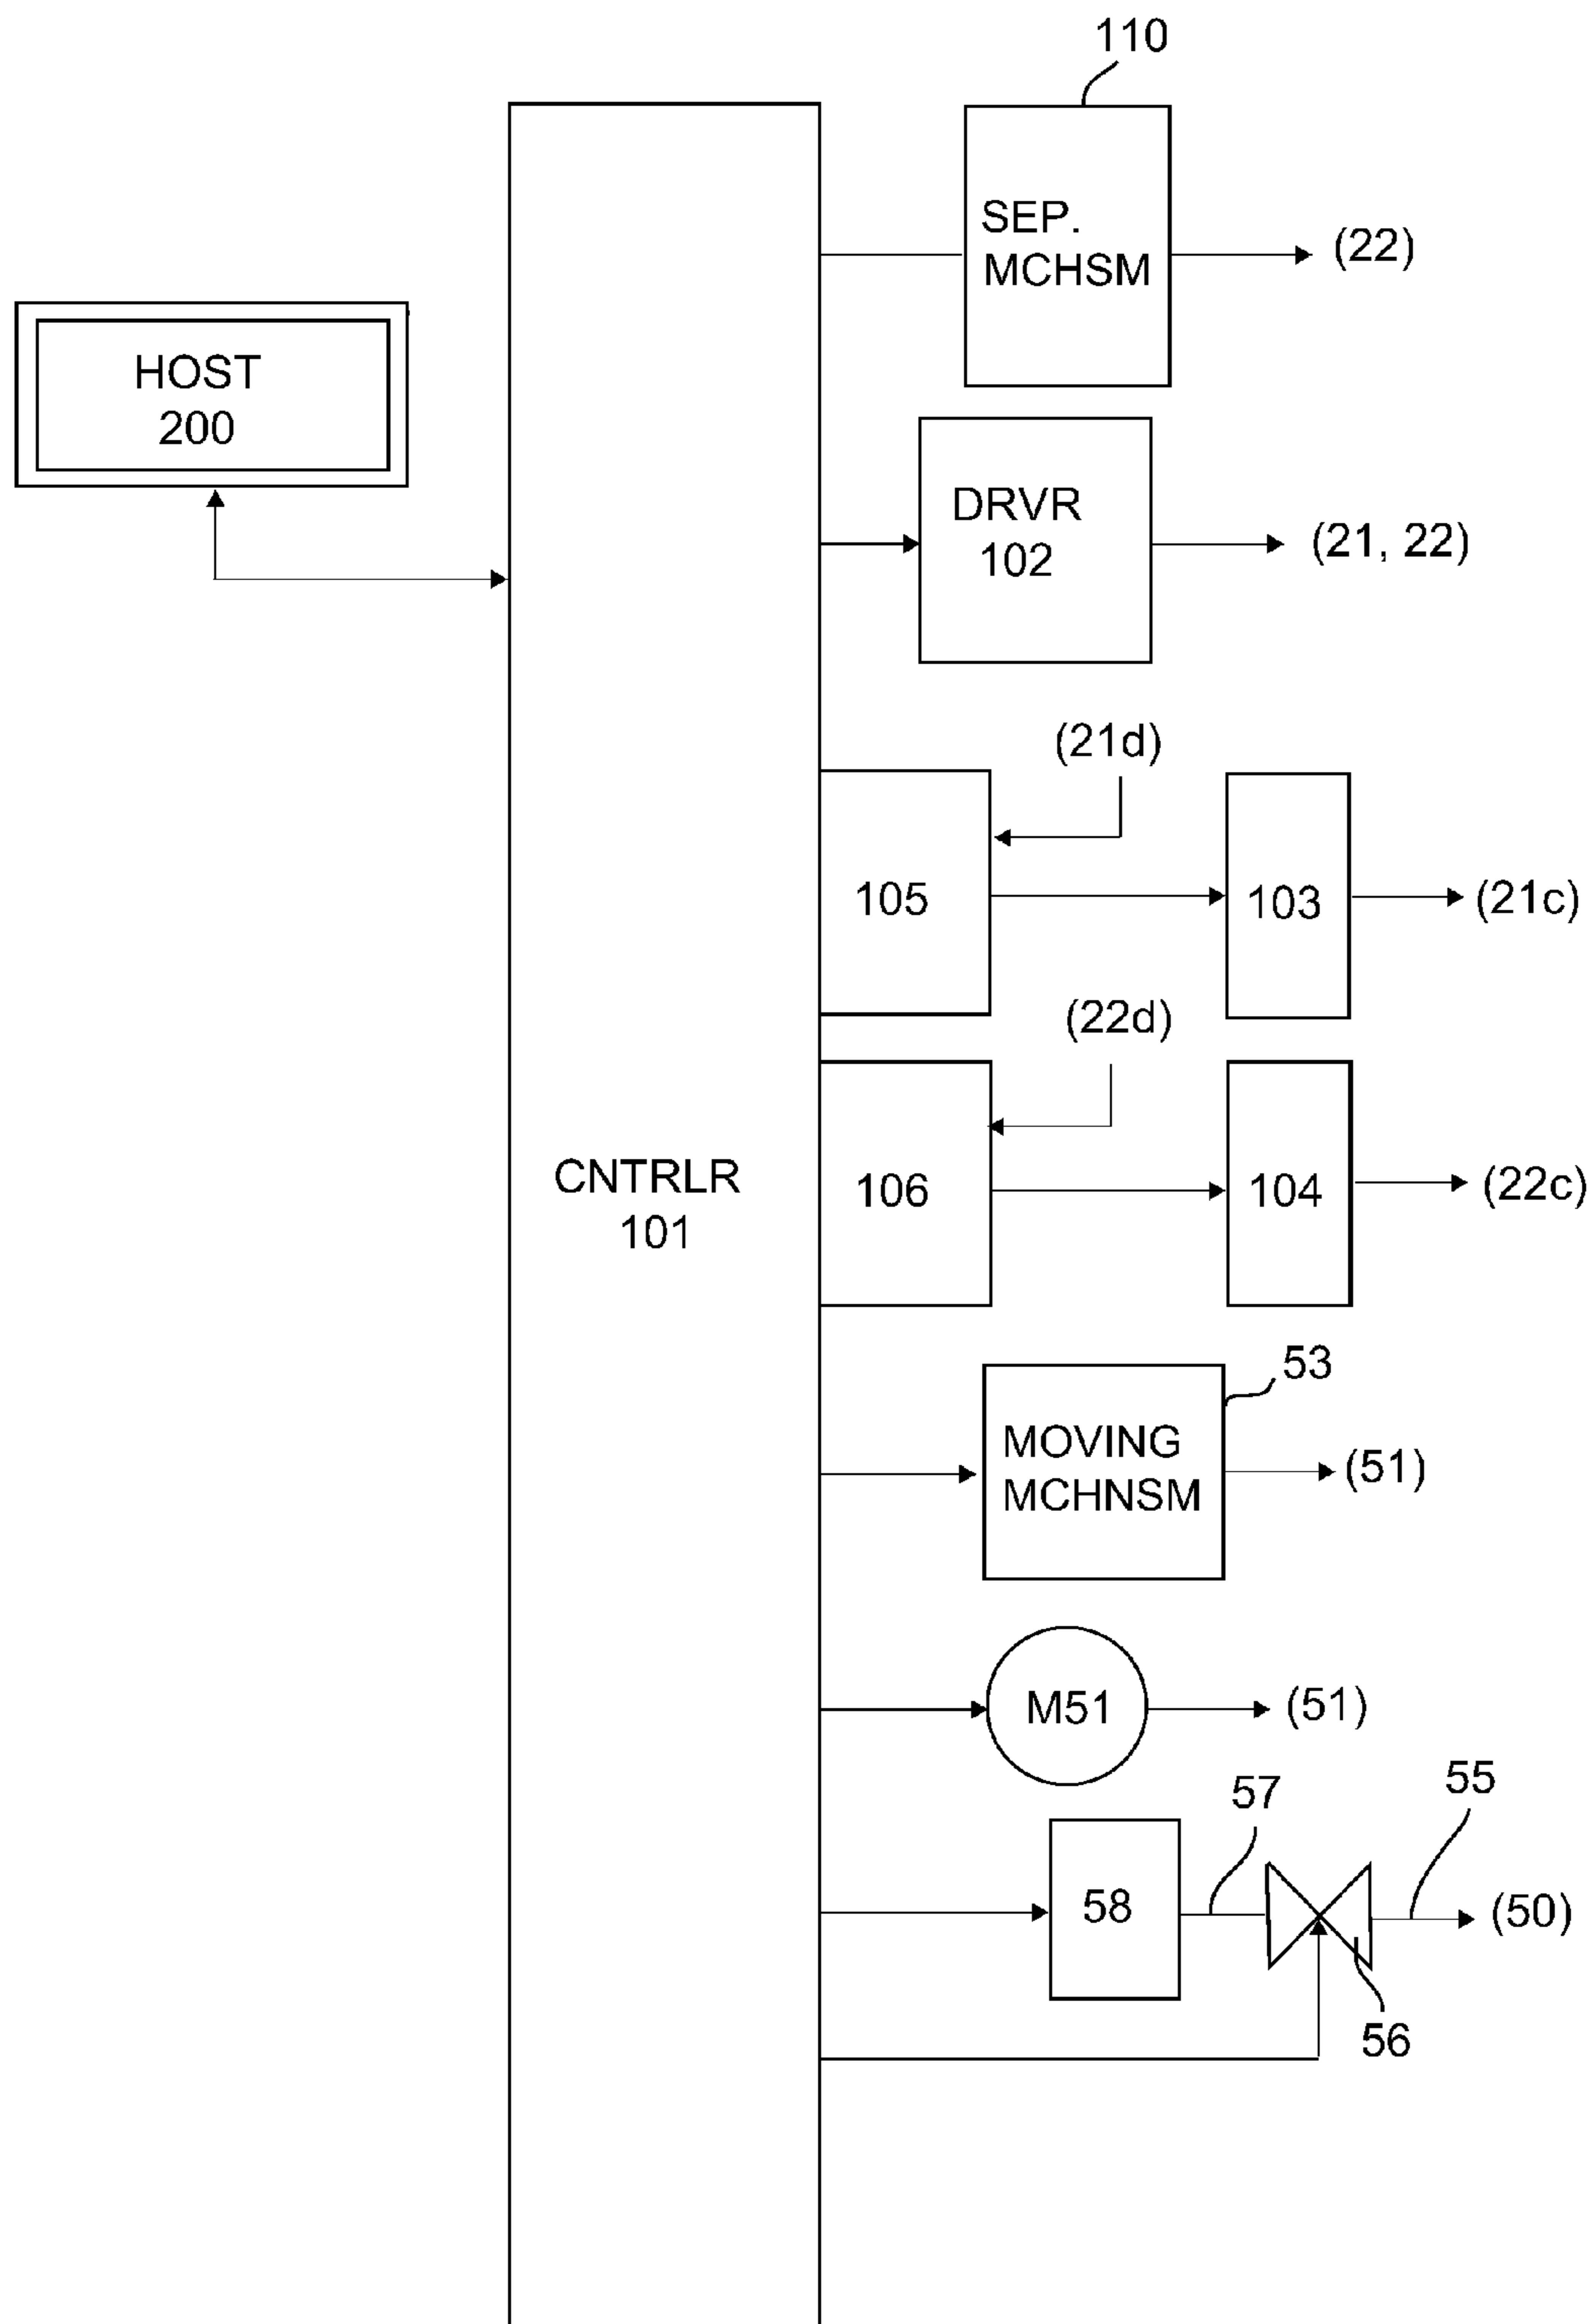 110
SEP.
MCHSM
(22)
HOST
200
DRVR
102
(21, 22)
(21d)
105
103
(21c)
(22d)
CNTRLR
101
106
104
(22c)
53
MOVING
MCHNSM
(51)
M51
(51)
57
55
58
(50)
56